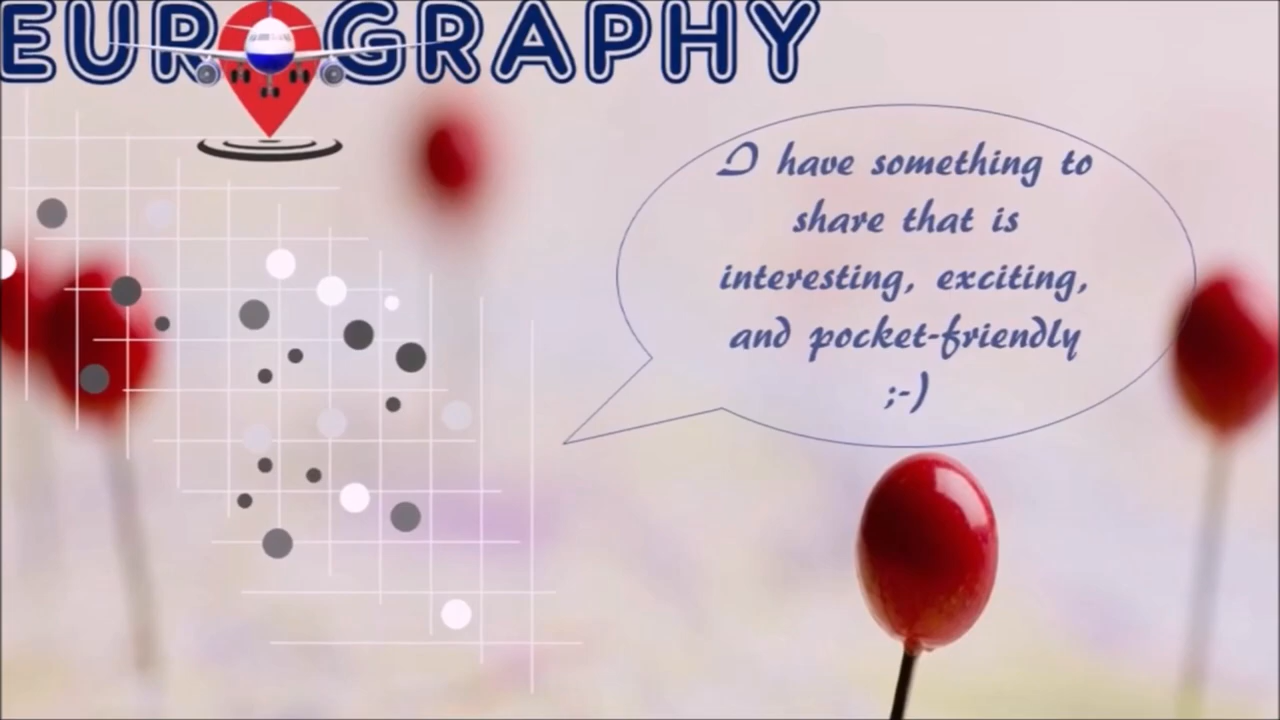 EUROGRAPHY
I have something to
share that is
interesting, exciting,
and pocket-friendly
;-)